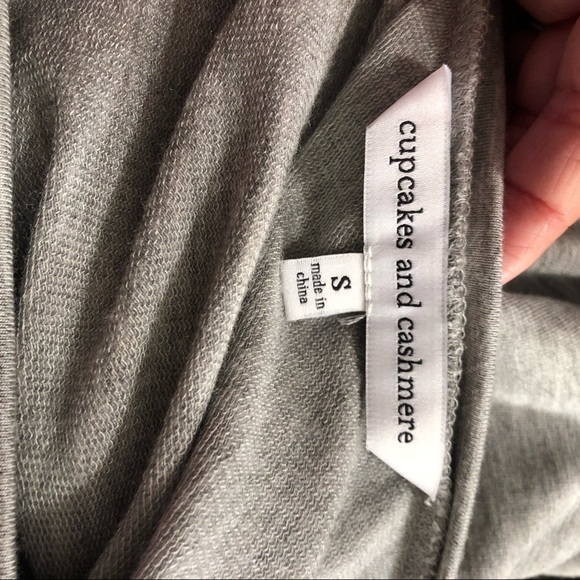 cupcakes and cashmere
S
made in
china